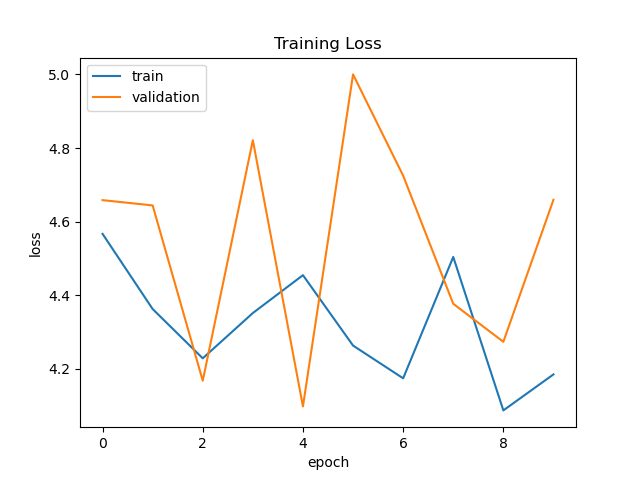 Training Loss
train
validation
5.0
4.8
4.6
4.4
4.2
loss
0 2 4 6 8
epoch